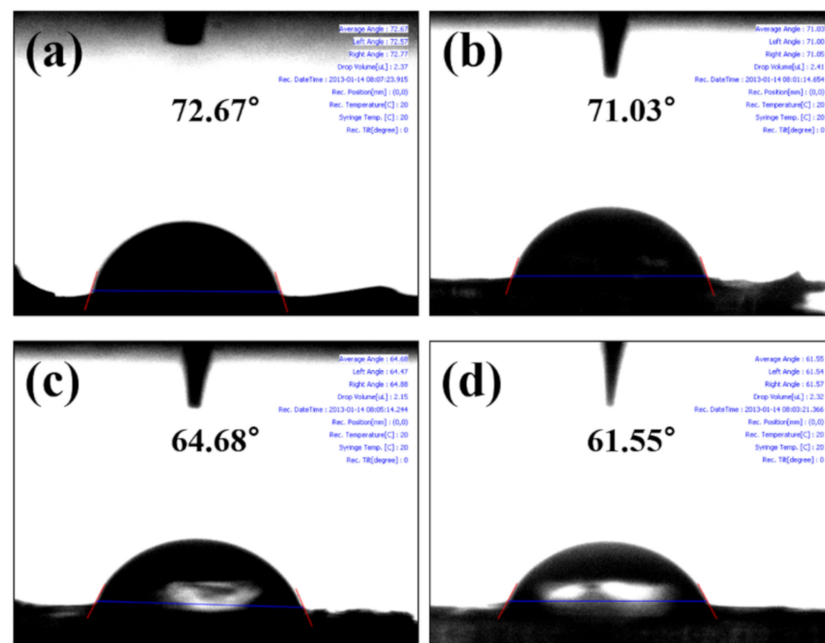 (a)
Average Angle : 72.67
Left Angle : 72.57
Right Angle : 72.77
Drop Volume[uL] : 2.37
Rec. DateTime : 2013-01-14 08:07:23.915
Rec. Position[mm] : (0,0)
Rec. Temperature[C] : 20
Syringe Temp. [C] : 20
Rec. Tilt[degree] : 0
72.67°
(b)
Average Angle : 71.03
Left Angle : 71.00
Right Angle : 71.05
Drop Volume[uL] : 2.41
Rec. DateTime : 2013-01-14 08:01:14.654
Rec. Position[mm] : (0,0)
Rec. Temperature[C] : 20
Syringe Temp. [C] : 20
Rec. Tilt[degree] : 0
71.03°
(c)
Average Angle : 64.68
Left Angle : 64.47
Right Angle : 64.88
Drop Volume[uL] : 2.15
Rec. DateTime : 2013-01-14 08:05:14.244
Rec. Position[mm] : (0,0)
Rec. Temperature[C] : 20
Syringe Temp. [C] : 20
Rec. Tilt[degree] : 0
64.68°
(d)
Average Angle : 61.55
Left Angle : 61.54
Right Angle : 61.57
Drop Volume[uL] : 2.32
Rec. DateTime : 2013-01-14 08:03:21.366
Rec. Position[mm] : (0,0)
Rec. Temperature[C] : 20
Syringe Temp. [C] : 20
Rec. Tilt[degree] : 0
61.55°